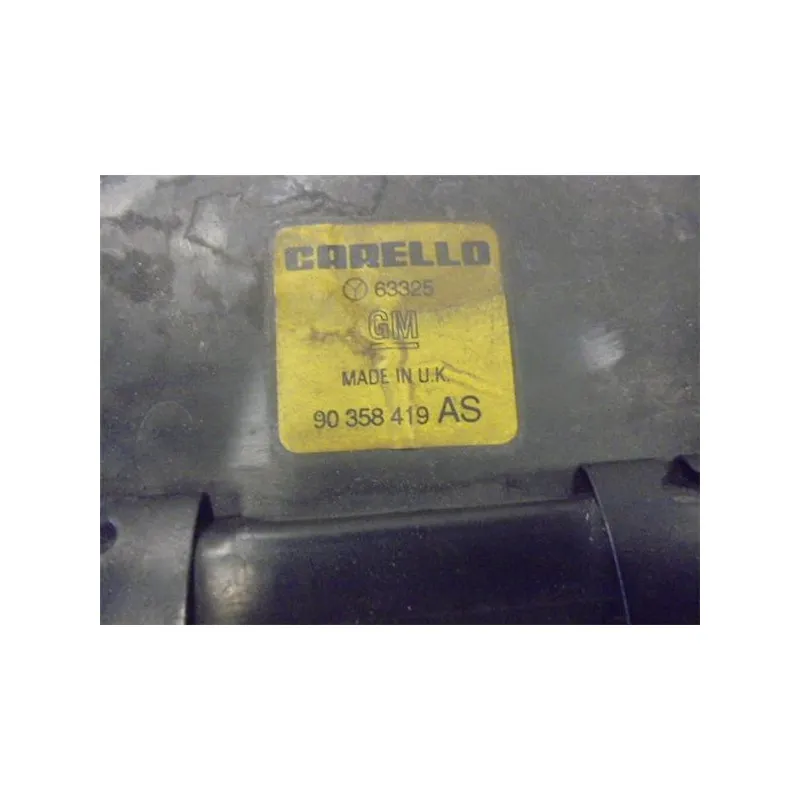 CARELLO
63325
GM
MADE IN U.K.
90 358 419 AS